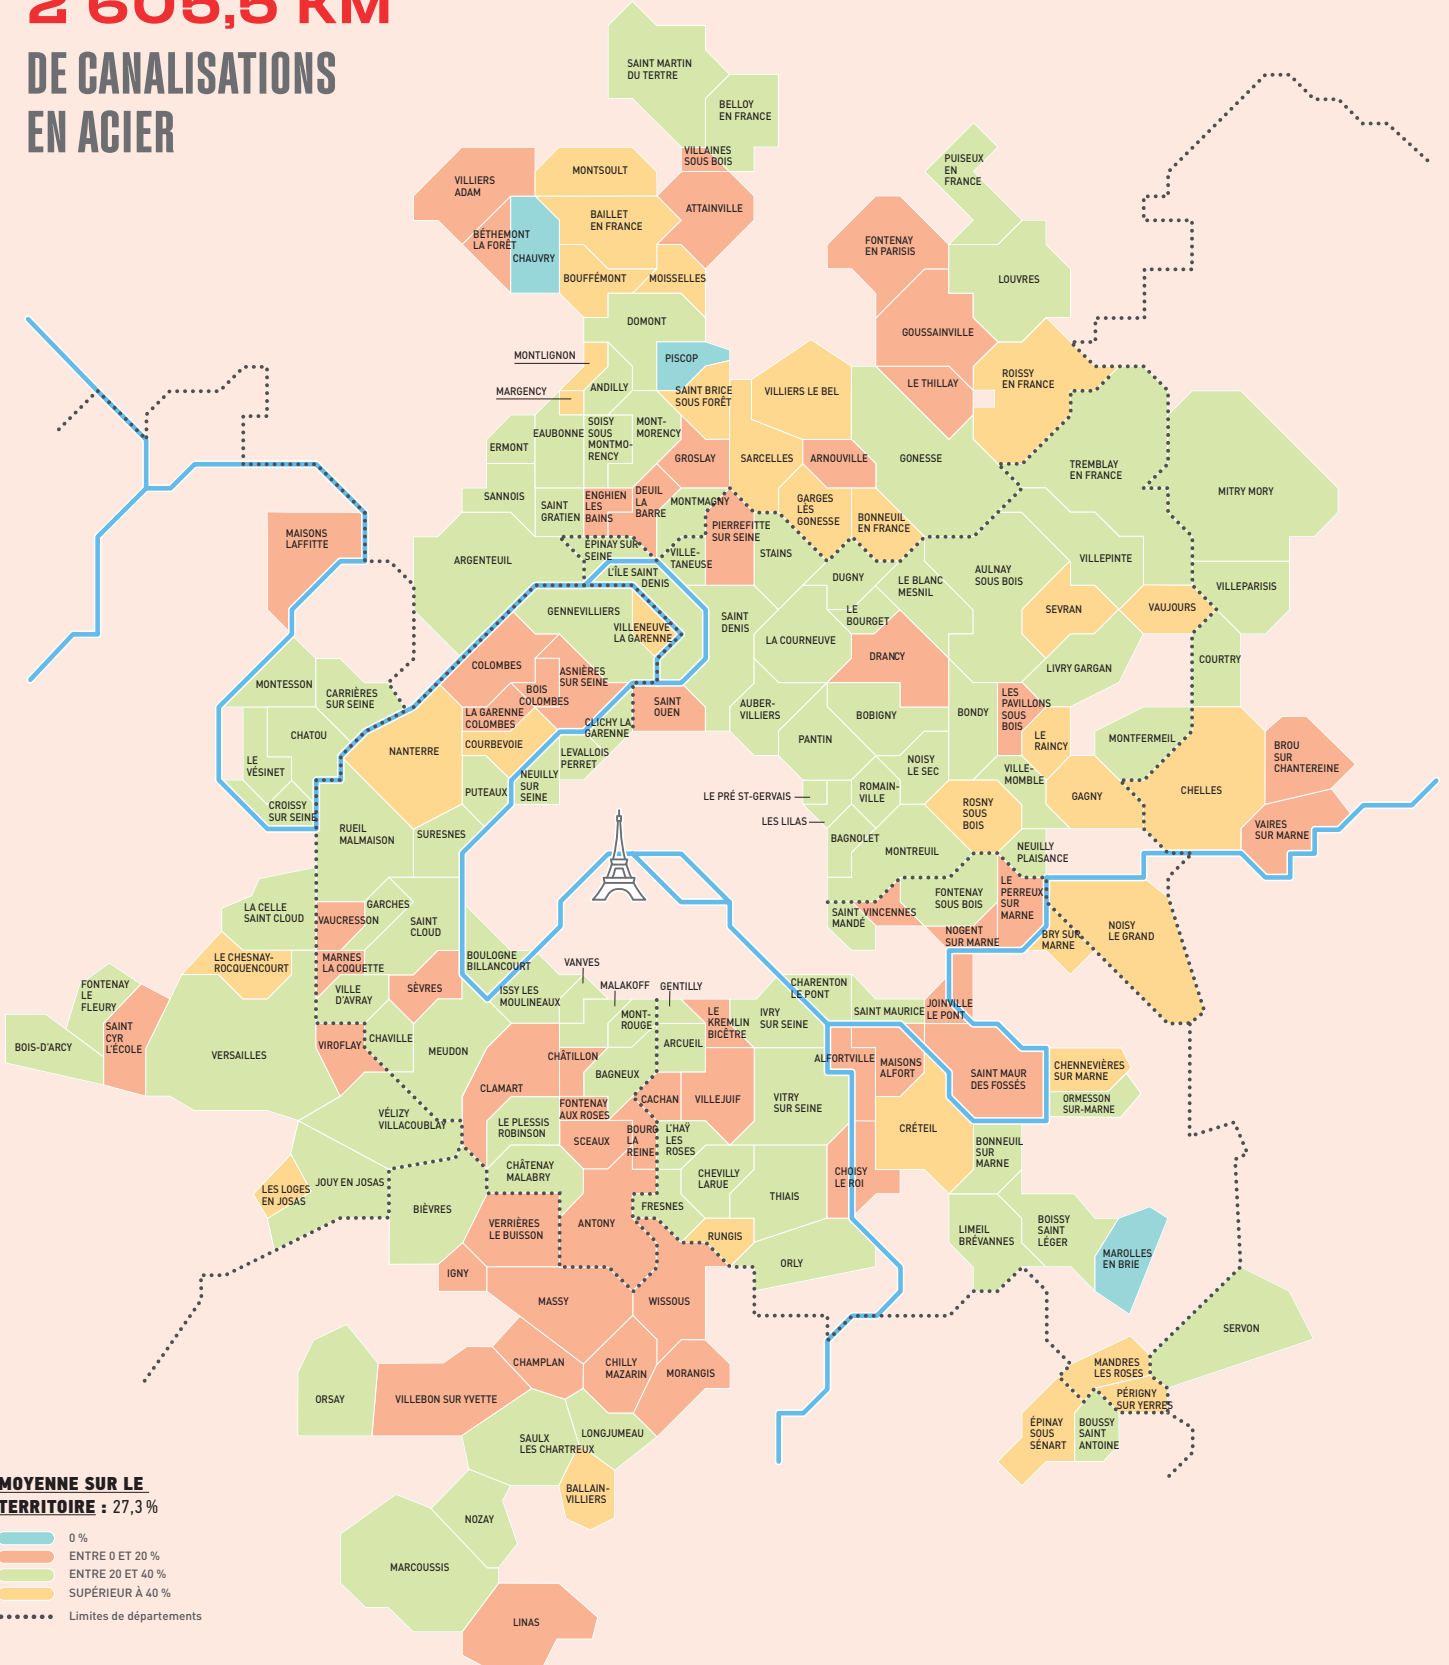 2 605,5 KM
DE CANALISATIONS
EN ACIER
SAINT MARTIN
DU TERTRE
BELLOY
EN FRANCE
VILLAINES
SOUS BOIS
VILLIERS
ADAM
MONTSOULT
ATTAINVILLE
BAILLET
EN FRANCE
BÉTHEMONT
LA FORÊT
CHAUVRY
BOUFFÉMONT
MOISSELLES
PUISEUX
EN
FRANCE
FONTENAY
EN PARISIS
LOUVRES
DOMONT
GOUSSAINVILLE
MONTLIGNON
PISCOP
ROISSY
EN FRANCE
MARGENCY
ANDILLY
SAINT BRICE
SOUS FORÊT
VILLIERS LE BEL
LE THILLAY
ERMONT
EAUBONNE
SOISY
SOUS
MONTMO-
RENCY
MONT-
MORENCY
GROSLAY
SARCELLES
ARNOUVILLE
GONESSE
TREMBLAY
EN FRANCE
MITRY MORY
SANNOIS
SAINT
GRATIEN
ENGHIEN
LES
BAINS
DEUIL
LA
BARRE
MONTMAGNY
GARGES
LÈS
GONESSE
BONNEUIL
EN FRANCE
MAISONS
LAFFITTE
ARGENTEUIL
ÉPINAY SUR
SEINE
VILLE-
TANEUSE
PIERREFITTE
SUR SEINE
STAINS
L'ÎLE SAINT
DENIS
DUGNY
LE BLANC
MESNIL
AULNAY
SOUS BOIS
VILLEPINTE
VILLEPARISIS
GENNEVILLIERS
VILLENEUVE
LA GARENNE
SAINT
DENIS
LA COURNEUVE
LE
BOURGET
DRANCY
SEVRAN
VAUJOURS
LIVRY GARGAN
COURTRY
COLOMBES
ASNIÈRES
SUR SEINE
BOIS
COLOMBES
LA GARENNE
COLOMBES
CLICHY LA
GARENNE
SAINT
OUEN
AUBER-
VILLIERS
BOBIGNY
BONDY
LES
PAVILLONS
SOUS
BOIS
MONTESSON
CARRIÈRES
SUR SEINE
CHATOU
LE
VÉSINET
CROISSY
SUR SEINE
NANTERRE
COURBEVOIE
LEVALLOIS
PERRET
NEUILLY
SUR
SEINE
PUTEAUX
PANTIN
NOISY
LE SEC
ROMAIN-
VILLE
LE
RAINCY
VILLE-
MOMBLE
GAGNY
MONTFERMEIL
CHELLES
BROU
SUR
CHANTEREINE
VAIRES
SUR MARNE
LE PRÉ ST-GERVAIS
LES LILAS
BAGNOLET
MONTREUIL
ROSNY
SOUS
BOIS
NEUILLY
PLAISANCE
RUEIL
MALMAISON
SURESNES
LA CELLE
SAINT CLOUD
VAUCRESSON
GARCHES
SAINT
CLOUD
SAINT
MANDÉ
VINCENNES
FONTENAY
SOUS BOIS
LE
PERREUX
SUR
MARNE
NOGENT
SUR MARNE
BRY SUR
MARNE
NOISY
LE GRAND
LE CHESNAY-
ROCQUENCOURT
MARNES
LA COQUETTE
VILLE
D'AVRAY
SÈVRES
BOULOGNE
BILLANCOURT
ISSY LES
MOULINEAUX
VANVES
MALAKOFF
GENTILLY
MONT-
ROUGE
LE
KREMLIN
BICÊTRE
IVRY
SUR SEINE
CHARENTON
LE PONT
SAINT MAURICE
JOINVILLE
LE PONT
FONTENAY
LE
FLEURY
SAINT
CYR
L'ÉCOLE
BOIS-D'ARCY
VERSAILLES
VIROFLAY
CHAVILLE
MEUDON
CLAMART
CHÂTILLON
BAGNEUX
ARCUEIL
ALFORTVILLE
MAISONS
ALFORT
SAINT MAUR
DES FOSSÉS
CHENNEVIÈRES
SUR MARNE
ORMESSON
SUR-MARNE
VÉLIZY
VILLACOUBLAY
LE PLESSIS
ROBINSON
FONTENAY
AUX ROSES
SCEAUX
CACHAN
BOURG
LA
REINE
VILLEJUIF
L'HAŸ
LES
ROSES
VITRY
SUR SEINE
CRÉTEIL
BONNEUIL
SUR
MARNE
LES LOGES
EN JOSAS
JOUY EN JOSAS
BIÈVRES
CHÂTENAY
MALABRY
VERRIÈRES
LE BUISSON
ANTONY
FRESNES
CHEVILLY
LARUE
THIAIS
CHOISY
LE ROI
RUNGIS
ORLY
LIMEIL
BRÉVANNES
BOISSY
SAINT
LÉGER
MAROLLES
EN BRIE
SERVON
IGNY
MASSY
WISSOUS
CHAMPLAN
CHILLY
MAZARIN
MORANGIS
ORSAY
VILLEBON SUR YVETTE
SAULX
LES CHARTREUX
LONGJUMEAU
MANDRES
LES ROSES
PÉRIGNY
SUR YERRES
ÉPINAY
SOUS
SÉNART
BOUSSY
SAINT
ANTOINE
BALLAIN-
VILLIERS
NOZAY
MARCOUSSIS
LINAS
MOYENNE SUR LE
TERRITOIRE : 27,3 %
0 %
ENTRE 0 ET 20 %
ENTRE 20 ET 40 %
SUPÉRIEUR À 40 %
Limites de départements